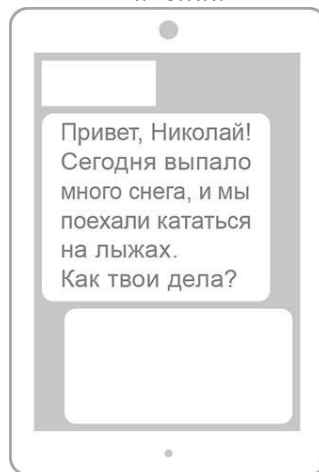 Привет, Николай!
Сегодня выпало
много снега, и мы
поехали кататься
на лыжах.
Как твои дела?